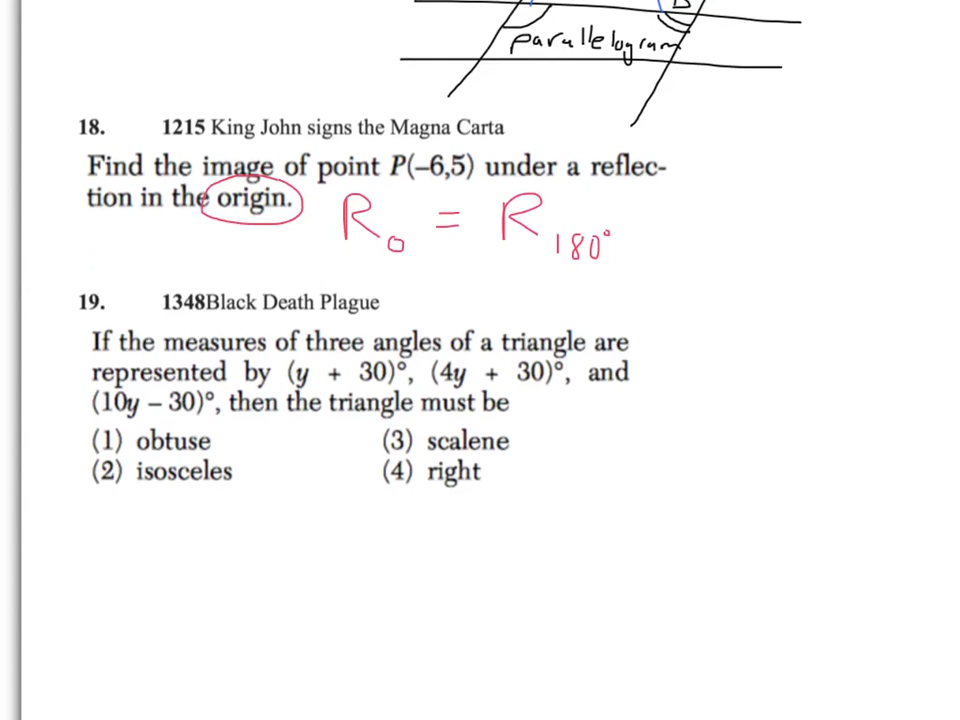 parallelogram
18. 1215 King John signs the Magna Carta
Find the image of point P(–6,5) under a reflec-
tion in the origin.
R₀ = R₁₈₀°
19. 1348Black Death Plague
If the measures of three angles of a triangle are
represented by (y + 30)°, (4y + 30)°, and
(10y – 30)°, then the triangle must be
(1) obtuse (3) scalene
(2) isosceles (4) right